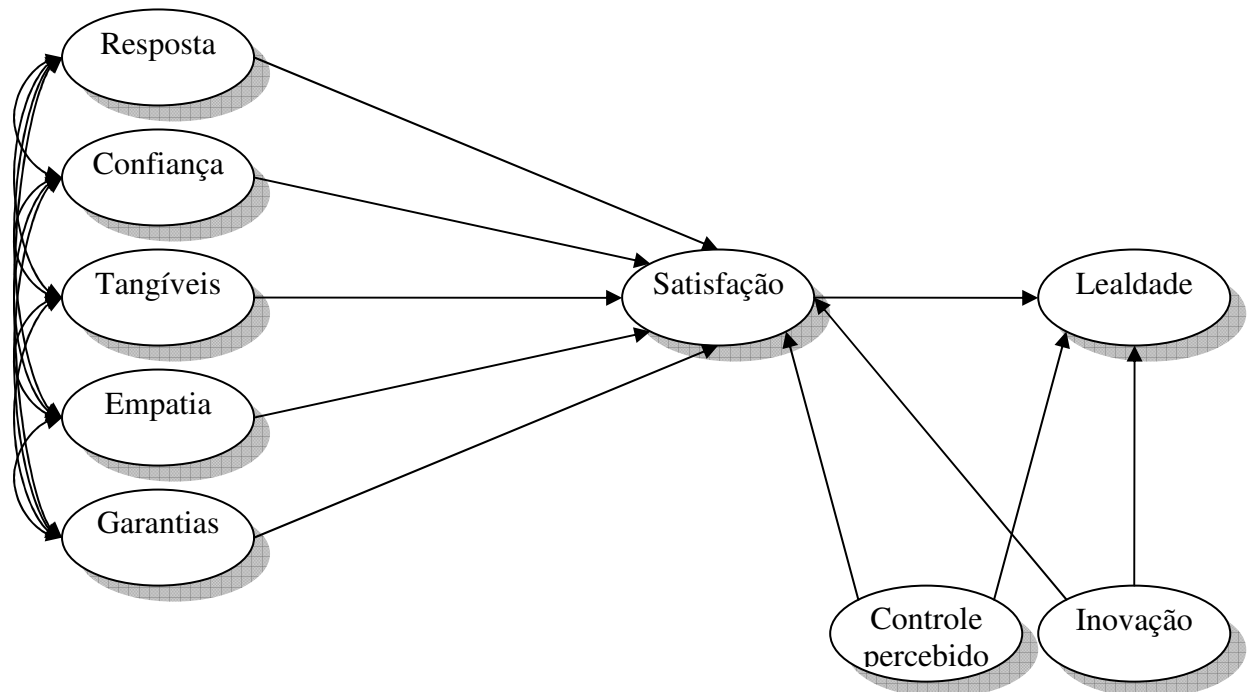 Resposta
Confiança
Tangíveis
Empatia
Garantias
Satisfação
Lealdade
Controle
percebido
Inovação